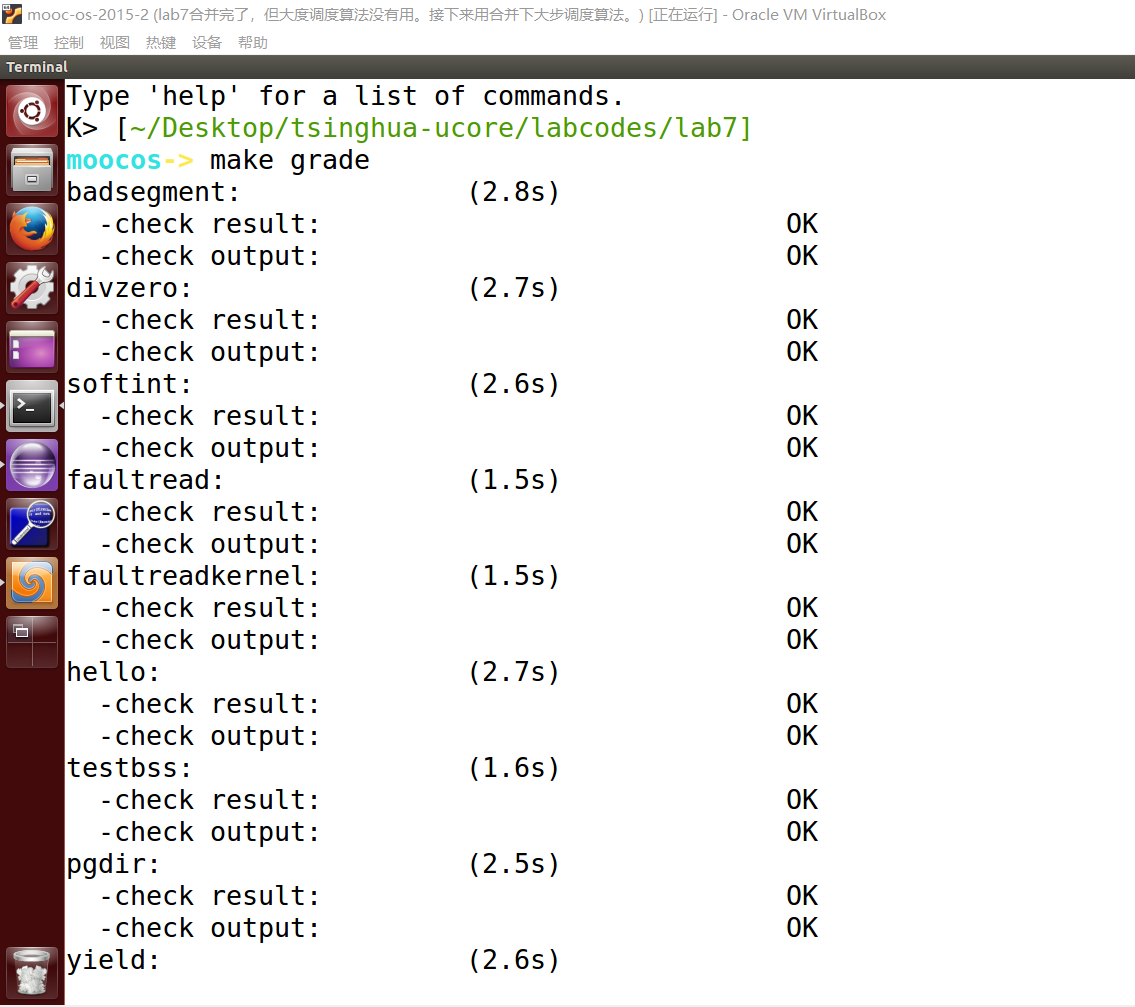 mooc-os-2015-2 (lab7合并完了，但大度调度算法没有用。接下来用合并下大步调度算法。) [正在运行] - Oracle VM VirtualBox
管理 控制 视图 热键 设备 帮助
Terminal
Type 'help' for a list of commands.
K> [~/Desktop/tsinghua-ucore/labcodes/lab7]
moocos-> make grade
badsegment: (2.8s)
-check result: OK
-check output: OK
divzero: (2.7s)
-check result: OK
-check output: OK
softint: (2.6s)
-check result: OK
-check output: OK
faultread: (1.5s)
-check result: OK
-check output: OK
faultreadkernel: (1.5s)
-check result: OK
-check output: OK
hello: (2.7s)
-check result: OK
-check output: OK
testbss: (1.6s)
-check result: OK
-check output: OK
pgdir: (2.5s)
-check result: OK
-check output: OK
yield: (2.6s)